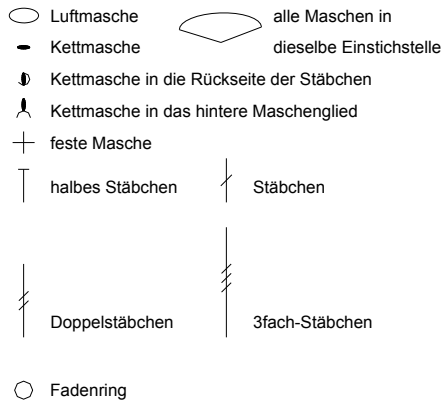 Luftmasche
alle Maschen in
Kettmasche
dieselbe Einstichstelle
Kettmasche in die Rückseite der Stäbchen
Kettmasche in das hintere Maschenglied
feste Masche
halbes Stäbchen
Stäbchen
Doppelstäbchen
3fach-Stäbchen
Fadenring